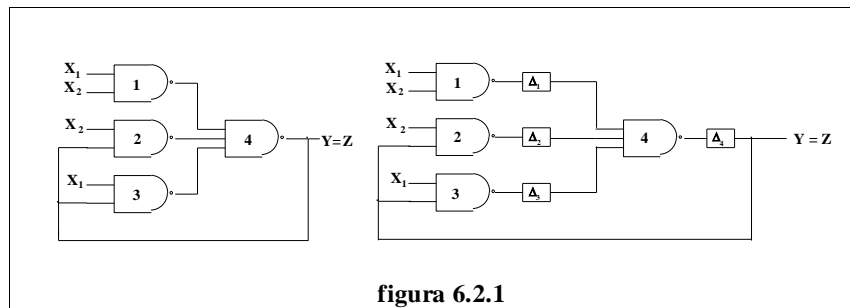 X₁
X₂
1
X₂
2
X₁
3
4
Y=Z
X₁
X₂
1
Δ₁
X₂
2
Δ₂
X₁
3
Δ₃
4
Δ₄
Y = Z
figura 6.2.1